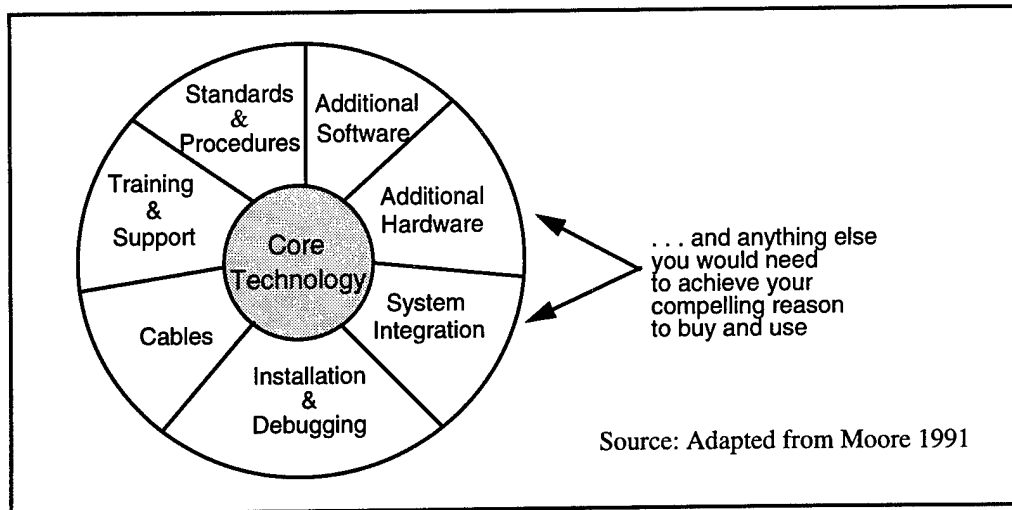 Standards
&
Procedures
Additional
Software
Additional
Hardware
System
Integration
Installation
&
Debugging
Cables
Training
&
Support
Core
Technology
. . . and anything else
you would need
to achieve your
compelling reason
to buy and use
Source: Adapted from Moore 1991